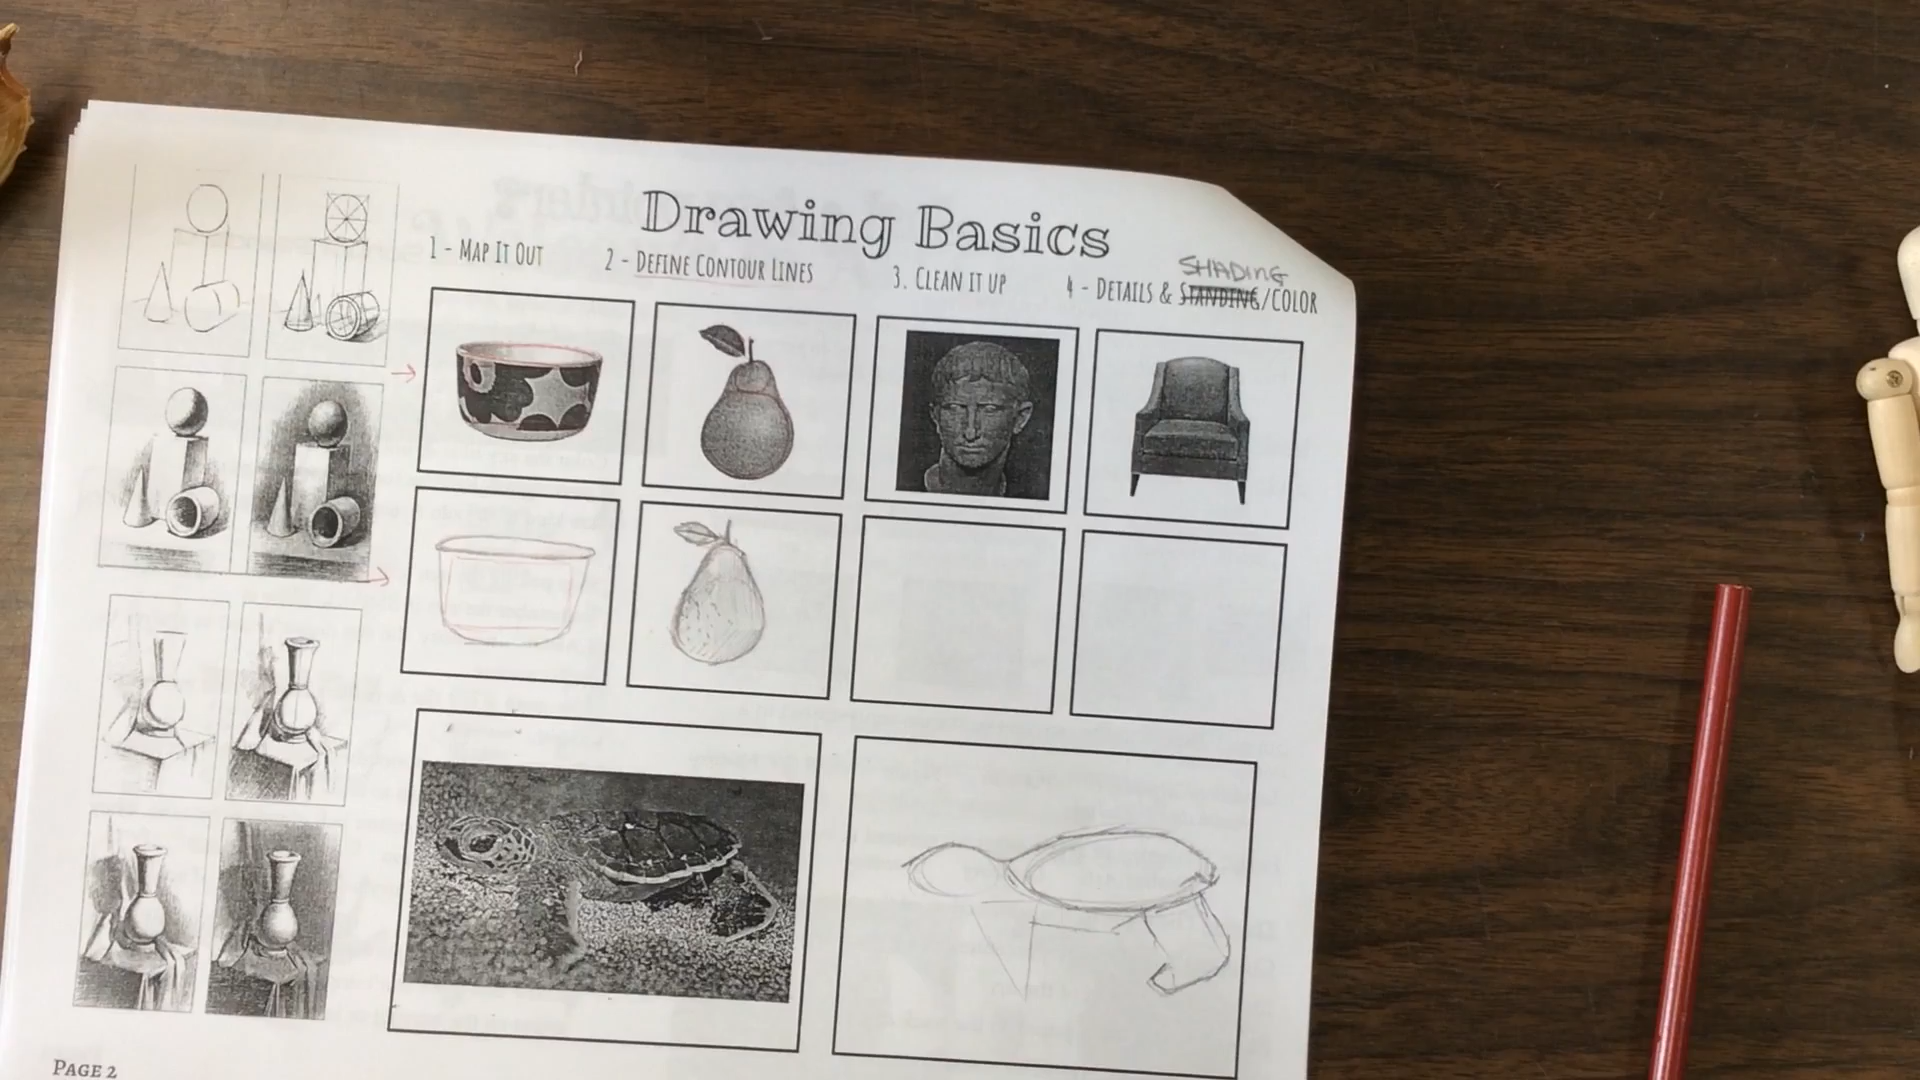 Drawing Basics
1 - Map It Out
2 - Define Contour Lines
3. Clean it up
SHADING
4 - Details & Standing/Color
Page 2